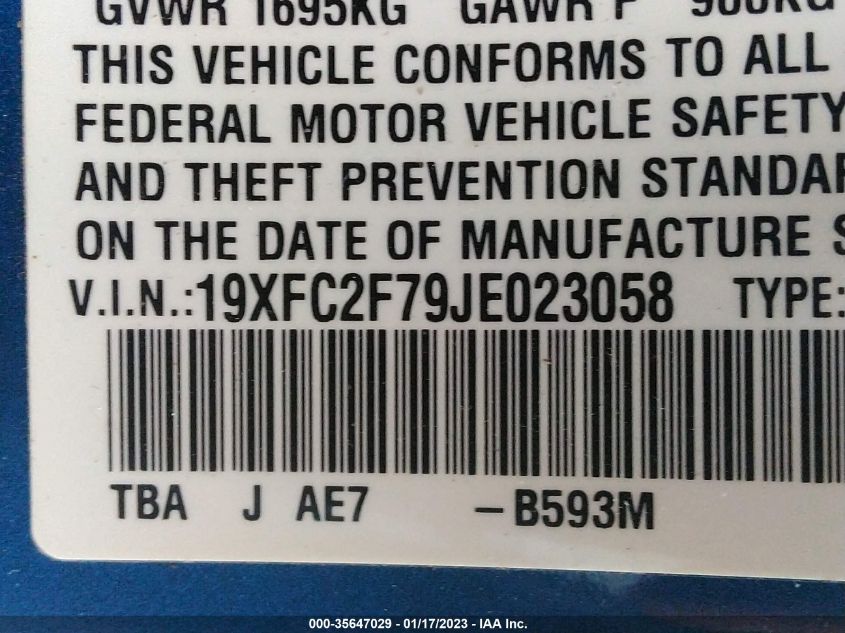 GVWR 1695KG GAWR F 900KG
THIS VEHICLE CONFORMS TO ALL
FEDERAL MOTOR VEHICLE SAFETY
AND THEFT PREVENTION STANDAR
ON THE DATE OF MANUFACTURE S
V.I.N.:19XFC2F79JE023058 TYPE:
TBA J AE7 -B593M
000-35647029 - 01/17/2023 - IAA Inc.